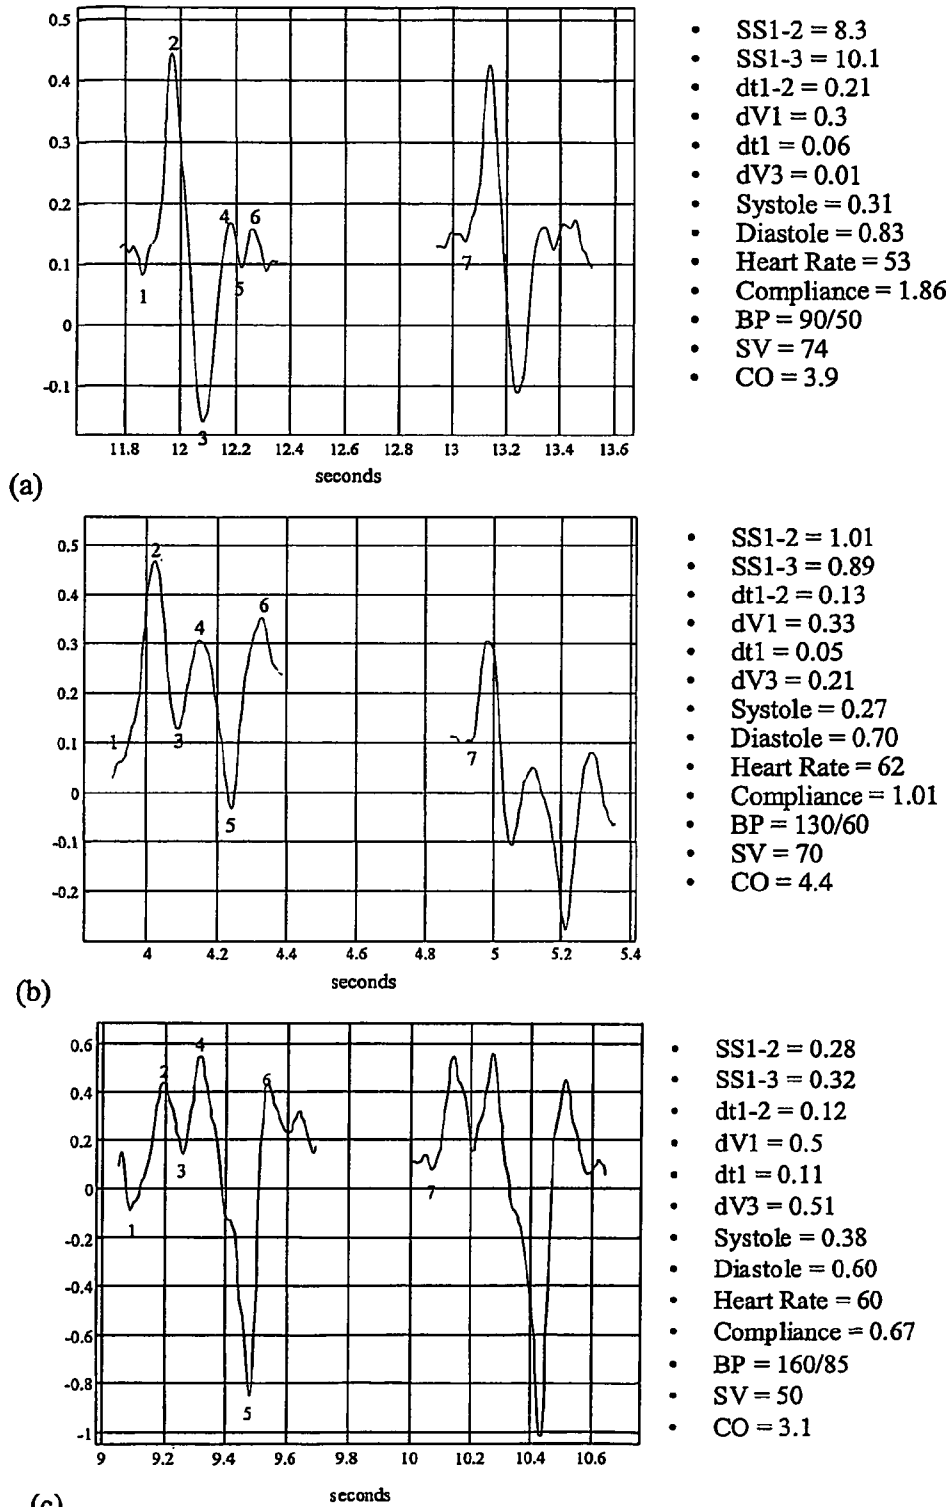 0.5
0.4
0.3
0.2
0.1
0
-0.1
2
4 6
1
5
3
7
11.8 12 12.2 12.4 12.6 12.8 13 13.2 13.4 13.6
seconds
(a)
• SS1-2 = 8.3
• SS1-3 = 10.1
• dt1-2 = 0.21
• dV1 = 0.3
• dt1 = 0.06
• dV3 = 0.01
• Systole = 0.31
• Diastole = 0.83
• Heart Rate = 53
• Compliance = 1.86
• BP = 90/50
• SV = 74
• CO = 3.9
0.5
0.4
0.3
0.2
0.1
0
-0.1
-0.2
2
4
6
1
3
5
7
4 4.2 4.4 4.6 4.8 5 5.2 5.4
seconds
(b)
• SS1-2 = 1.01
• SS1-3 = 0.89
• dt1-2 = 0.13
• dV1 = 0.33
• dt1 = 0.05
• dV3 = 0.21
• Systole = 0.27
• Diastole = 0.70
• Heart Rate = 62
• Compliance = 1.01
• BP = 130/60
• SV = 70
• CO = 4.4
0.6
0.4
0.2
0
-0.2
-0.4
-0.6
-0.8
-1
2
4
6
3
1
5
7
9 9.2 9.4 9.6 9.8 10 10.2 10.4 10.6
seconds
(c)
• SS1-2 = 0.28
• SS1-3 = 0.32
• dt1-2 = 0.12
• dV1 = 0.5
• dt1 = 0.11
• dV3 = 0.51
• Systole = 0.38
• Diastole = 0.60
• Heart Rate = 60
• Compliance = 0.67
• BP = 160/85
• SV = 50
• CO = 3.1